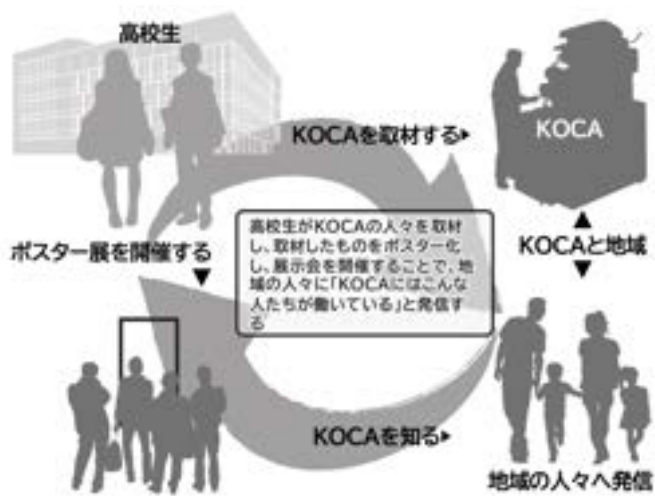 高校生
KOCAを取材する▶
KOCA
ポスター展を開催する
▼
高校生がKOCAの人々を取材
し、取材したものをポスター化
し、展示会を開催することで、地
域の人々に「KOCAにはこんな
人たちが働いている」と発信す
る
▲
KOCAと地域
▼
KOCAを知る▶
地域の人々へ発信